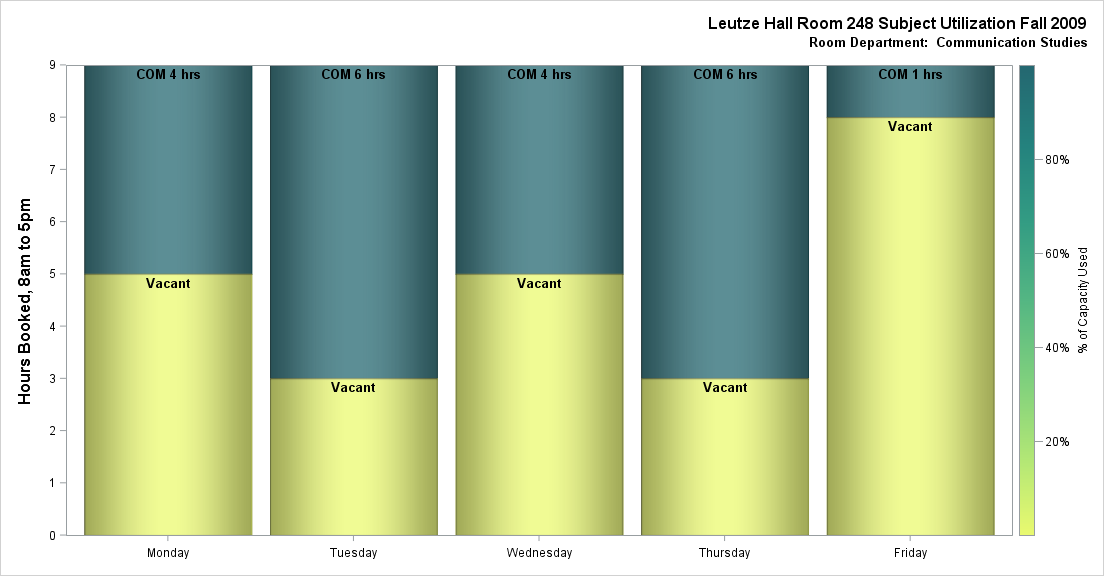 Leutze Hall Room 248 Subject Utilization Fall 2009
Room Department:  Communication Studies
Hours Booked, 8am to 5pm
9
8
7
6
5
4
3
2
1
0
COM 4 hrs
Vacant
COM 6 hrs
Vacant
COM 4 hrs
Vacant
COM 6 hrs
Vacant
COM 1 hrs
Vacant
Monday
Tuesday
Wednesday
Thursday
Friday
80%
60%
40%
20%
% of Capacity Used